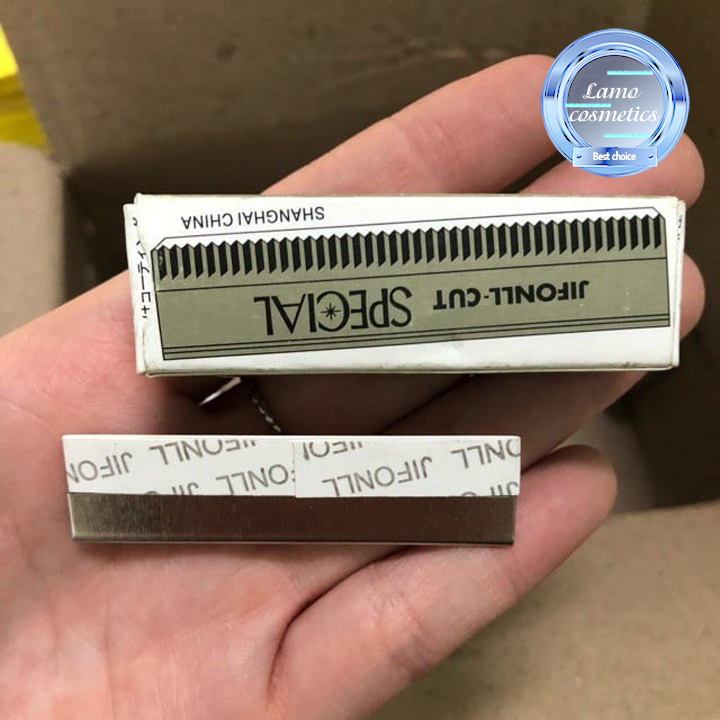 Lamo
cosmetics
Best choice
SHANGHAI CHINA
JIFONLL-CUT SPECIAL
JIFONLL JIFONLL
JIFONLL JIFONLL